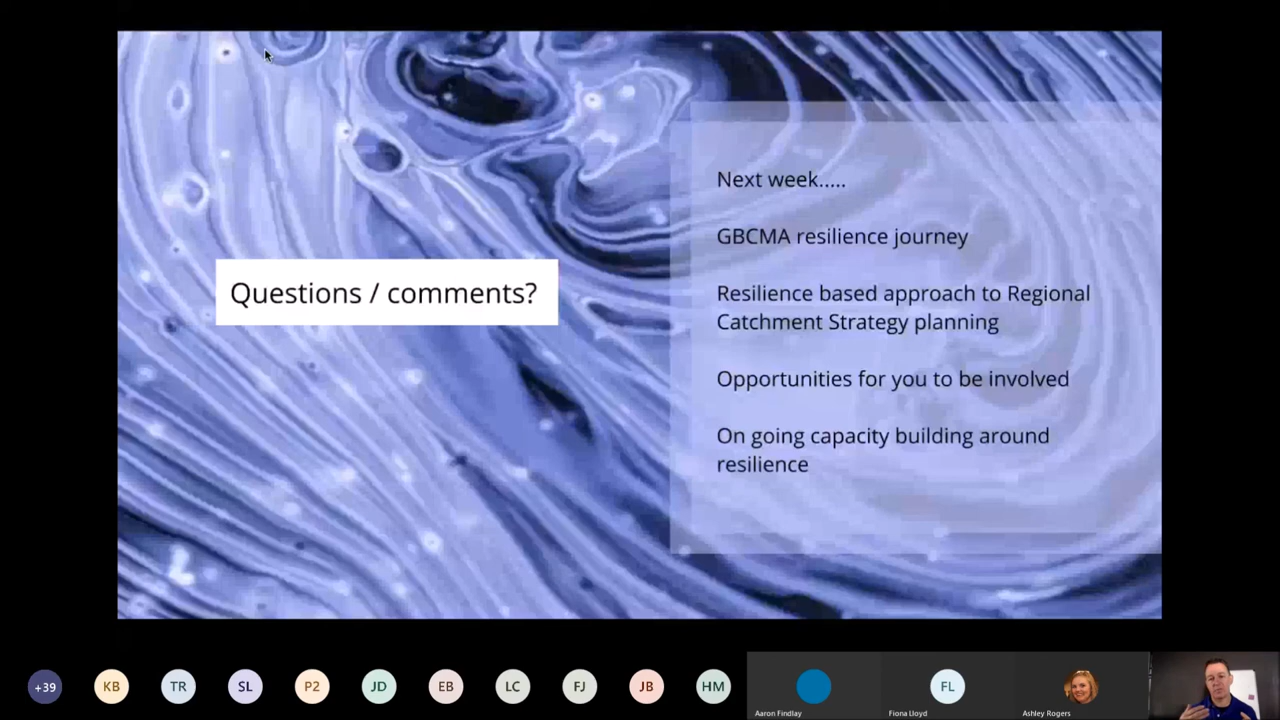 Next week.....
GBCMA resilience journey
Questions / comments?
Resilience based approach to Regional
Catchment Strategy planning
Opportunities for you to be involved
On going capacity building around
resilience
+39
KB
TR
SL
P2
JD
EB
LC
FJ
JB
HM
FL
Aaron Findlay
Fiona Lloyd
Ashley Rogers